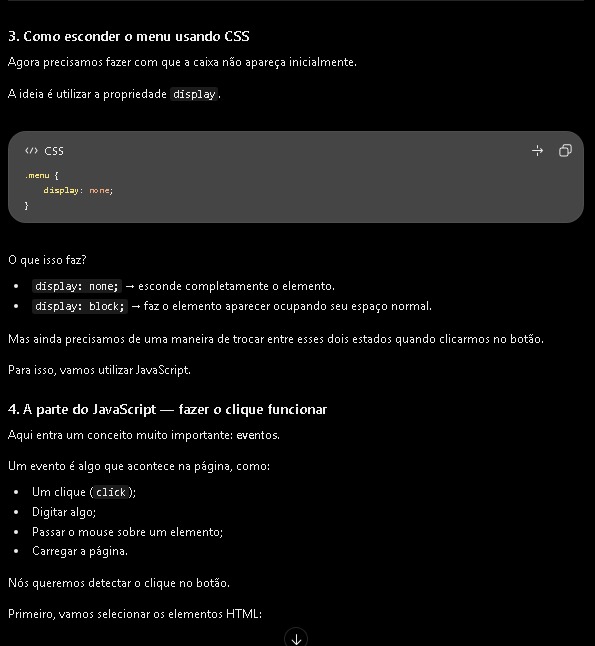 3. Como esconder o menu usando CSS
Agora precisamos fazer com que a caixa não apareça inicialmente.
A ideia é utilizar a propriedade display.
</> CSS
.menu {
    display: none;
}
O que isso faz?
• display: none; → esconde completamente o elemento.
• display: block; → faz o elemento aparecer ocupando seu espaço normal.
Mas ainda precisamos de uma maneira de trocar entre esses dois estados quando clicarmos no botão.
Para isso, vamos utilizar JavaScript.
4. A parte do JavaScript — fazer o clique funcionar
Aqui entra um conceito muito importante: eventos.
Um evento é algo que acontece na página, como:
• Um clique (click);
• Digitar algo;
• Passar o mouse sobre um elemento;
• Carregar a página.
Nós queremos detectar o clique no botão.
Primeiro, vamos selecionar os elementos HTML: